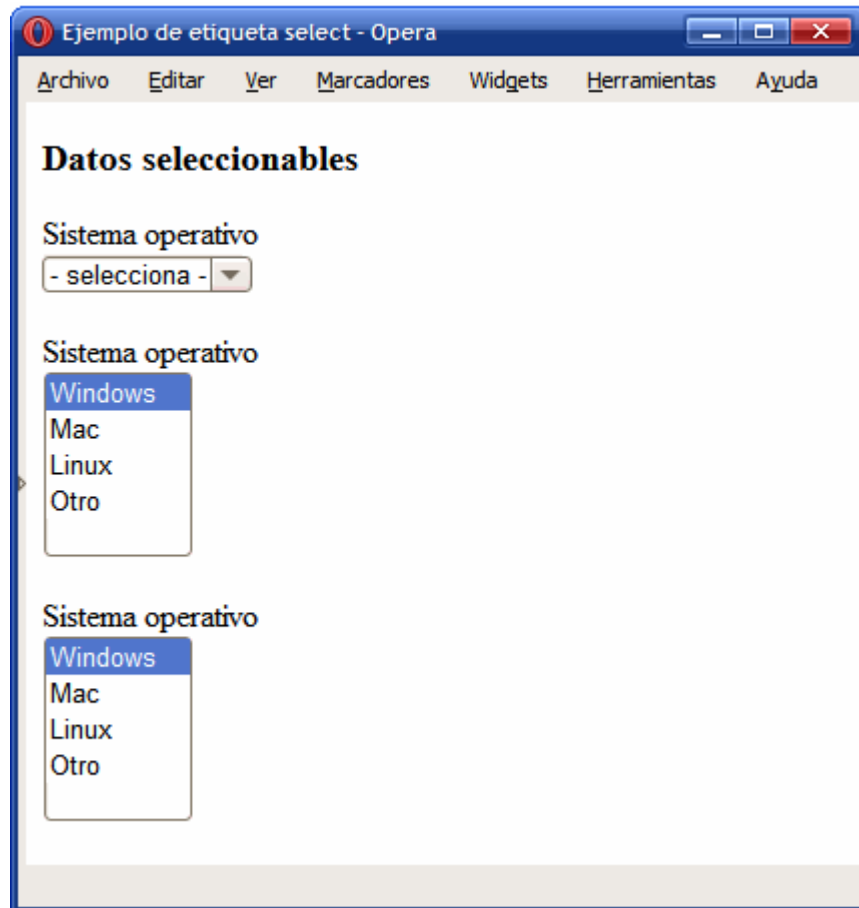 Ejemplo de etiqueta select - Opera
Archivo Editar Ver Marcadores Widgets Herramientas Ayuda
Datos seleccionables
Sistema operativo
- selecciona -
Sistema operativo
Windows
Mac
Linux
Otro
Sistema operativo
Windows
Mac
Linux
Otro